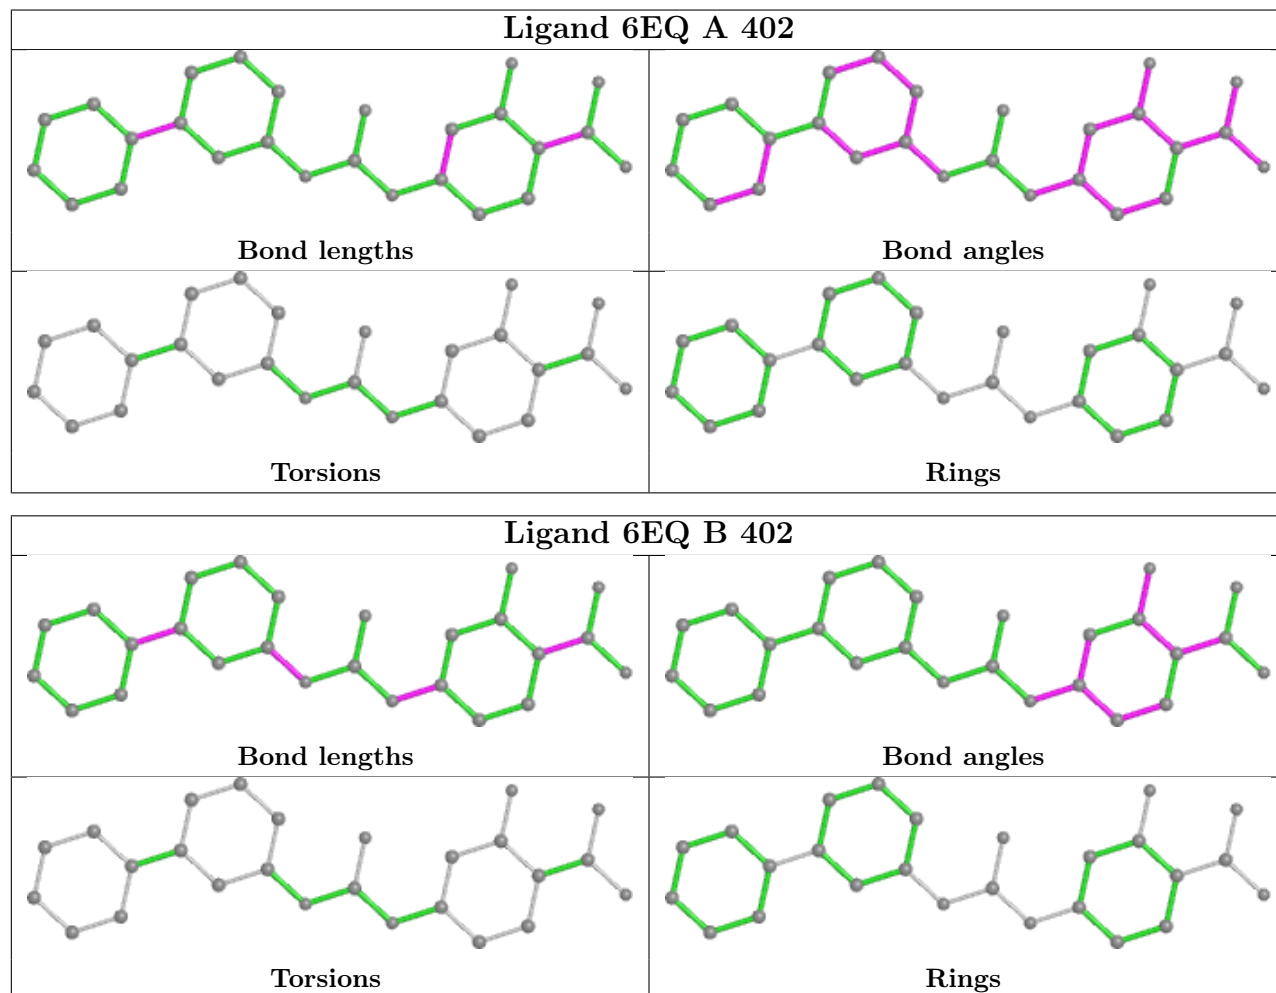 Ligand 6EQ A 402
Bond lengths
Bond angles
Torsions
Rings
Ligand 6EQ B 402
Bond lengths
Bond angles
Torsions
Rings